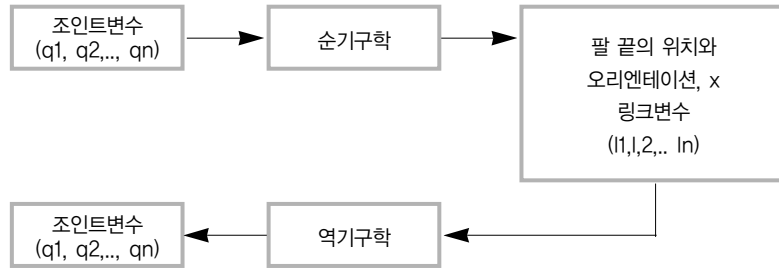 조인트변수
(q1, q2,.., qn)
순기구학
팔 끝의 위치와
오리엔테이션, x
링크변수
(l1,l,2,.. ln)
조인트변수
(q1, q2,.., qn)
역기구학